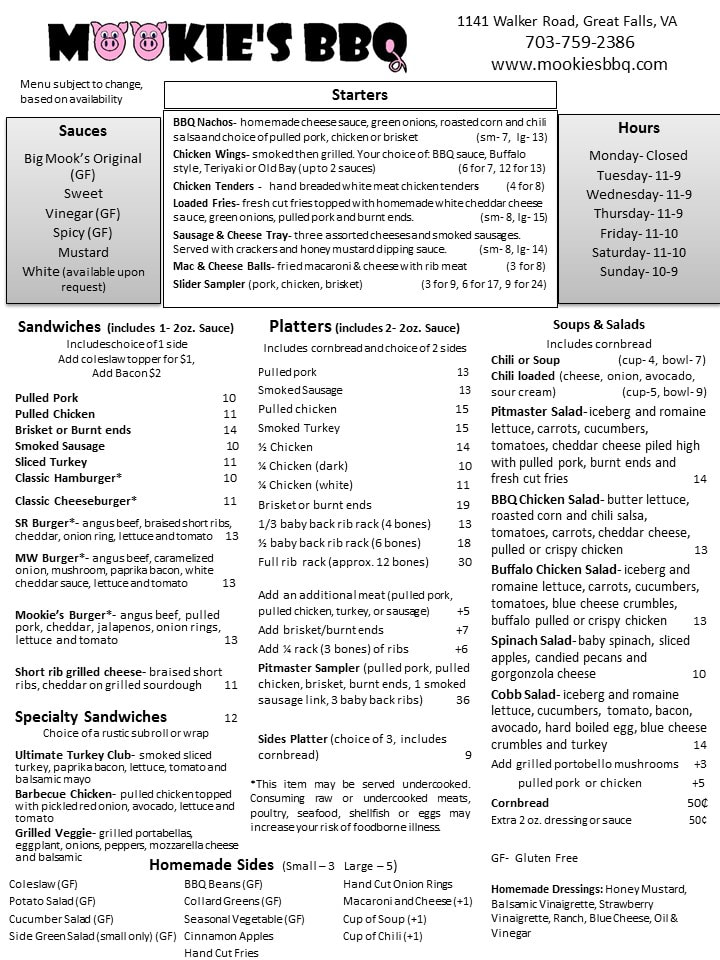 MOOKIE'S BBQ
1141 Walker Road, Great Falls, VA
703-759-2386
www.mookiesbbq.com
Menu subject to change,
based on availability
Starters
BBQ Nachos- homemade cheese sauce, green onions, roasted corn and chili
salsa and choice of pulled pork, chicken or brisket (sm- 7, lg- 13)
Chicken Wings- smoked then grilled. Your choice of: BBQ sauce, Buffalo
style, Teriyaki or Old Bay (up to 2 sauces) (6 for 7, 12 for 13)
Chicken Tenders - hand breaded white meat chicken tenders (4 for 8)
Loaded Fries- fresh cut fries topped with homemade white cheddar cheese
sauce, green onions, pulled pork and burnt ends. (sm- 8, lg- 15)
Sausage & Cheese Tray- three assorted cheeses and smoked sausages.
Served with crackers and honey mustard dipping sauce. (sm- 8, lg- 14)
Mac & Cheese Balls- fried macaroni & cheese with rib meat (3 for 8)
Slider Sampler (pork, chicken, brisket) (3 for 9, 6 for 17, 9 for 24)
Sauces
Big Mook's Original
(GF)
Sweet
Vinegar (GF)
Spicy (GF)
Mustard
White (available upon
request)
Hours
Monday- Closed
Tuesday- 11-9
Wednesday- 11-9
Thursday- 11-9
Friday- 11-10
Saturday- 11-10
Sunday- 10-9
Sandwiches (includes 1- 2oz. Sauce)
Includes choice of 1 side
Add coleslaw topper for $1,
Add Bacon $2
Pulled Pork 10
Pulled Chicken 11
Brisket or Burnt ends 14
Smoked Sausage 10
Sliced Turkey 11
Classic Hamburger* 10
Classic Cheeseburger* 11
SR Burger*- angus beef, braised short ribs,
cheddar, onion ring, lettuce and tomato 13
MW Burger*- angus beef, caramelized
onion, mushroom, paprika bacon, white
cheddar sauce, lettuce and tomato 13
Mookie's Burger*- angus beef, pulled
pork, cheddar, jalapenos, onion rings,
lettuce and tomato 13
Short rib grilled cheese- braised short
ribs, cheddar on grilled sourdough 11
Specialty Sandwiches 12
Choice of a rustic sub roll or wrap
Ultimate Turkey Club- smoked sliced
turkey, paprika bacon, lettuce, tomato and
balsamic mayo
Barbecue Chicken- pulled chicken topped
with pickled red onion, avocado, lettuce and
tomato
Grilled Veggie- grilled portabellas,
eggplant, onions, peppers, mozzarella cheese
and balsamic
Platters (includes 2- 2oz. Sauce)
Includes cornbread and choice of 2 sides
Pulled pork 13
Smoked Sausage 13
Pulled chicken 15
Smoked Turkey 15
½ Chicken 14
¼ Chicken (dark) 10
¼ Chicken (white) 11
Brisket or burnt ends 19
1/3 baby back rib rack (4 bones) 13
½ baby back rib rack (6 bones) 18
Full rib rack (approx. 12 bones) 30
Add an additional meat (pulled pork,
pulled chicken, turkey, or sausage) +5
Add brisket/burnt ends +7
Add ¼ rack (3 bones) of ribs +6
Pitmaster Sampler (pulled pork, pulled
chicken, brisket, burnt ends, 1 smoked
sausage link, 3 baby back ribs) 36
Sides Platter (choice of 3, includes
cornbread) 9
*This item may be served undercooked.
Consuming raw or undercooked meats,
poultry, seafood, shellfish or eggs may
increase your risk of foodborne illness.
Soups & Salads
Includes cornbread
Chili or Soup (cup- 4, bowl- 7)
Chili loaded (cheese, onion, avocado,
sour cream) (cup-5, bowl- 9)
Pitmaster Salad- iceberg and romaine
lettuce, carrots, cucumbers,
tomatoes, cheddar cheese piled high
with pulled pork, burnt ends and
fresh cut fries 14
BBQ Chicken Salad- butter lettuce,
roasted corn and chili salsa,
tomatoes, carrots, cheddar cheese,
pulled or crispy chicken 13
Buffalo Chicken Salad- iceberg and
romaine lettuce, carrots, cucumbers,
tomatoes, blue cheese crumbles,
buffalo pulled or crispy chicken 13
Spinach Salad- baby spinach, sliced
apples, candied pecans and
gorgonzola cheese 10
Cobb Salad- iceberg and romaine
lettuce, cucumbers, tomato, bacon,
avocado, hard boiled egg, blue cheese
crumbles and turkey 14
Add grilled portobello mushrooms +3
pulled pork or chicken +5
Cornbread 50¢
Extra 2 oz. dressing or sauce 50¢
GF- Gluten Free
Homemade Dressings: Honey Mustard,
Balsamic Vinaigrette, Strawberry
Vinaigrette, Ranch, Blue Cheese, Oil &
Vinegar
Homemade Sides (Small – 3 Large – 5)
Coleslaw (GF)
Potato Salad (GF)
Cucumber Salad (GF)
Side Green Salad (small only) (GF)
BBQ Beans (GF)
Collard Greens (GF)
Seasonal Vegetable (GF)
Cinnamon Apples
Hand Cut Fries
Hand Cut Onion Rings
Macaroni and Cheese (+1)
Cup of Soup (+1)
Cup of Chili (+1)